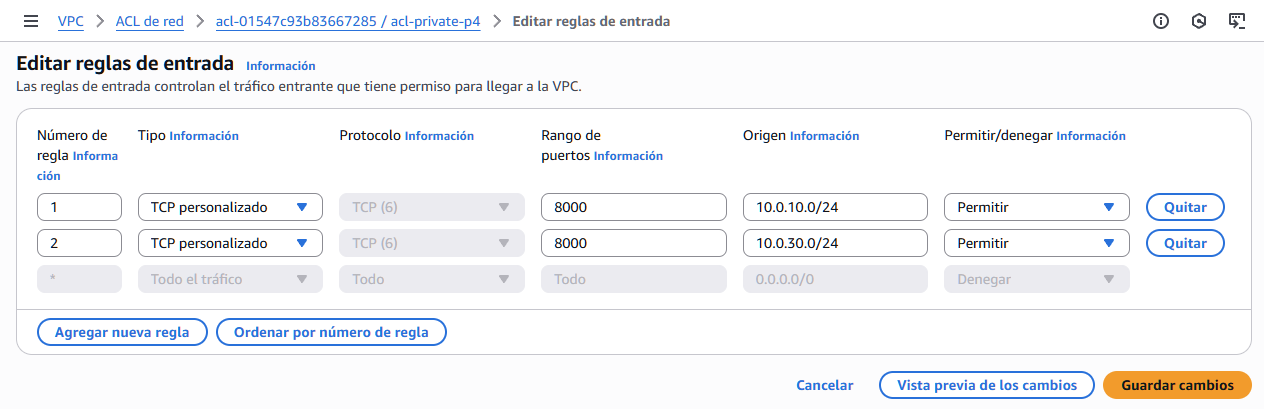 VPC > ACL de red > acl-01547c93b83667285 / acl-private-p4 > Editar reglas de entrada
Editar reglas de entrada Información
Las reglas de entrada controlan el tráfico entrante que tiene permiso para llegar a la VPC.
Número de regla Información Tipo Información Protocolo Información Rango de puertos Información Origen Información Permitir/denegar Información
1 TCP personalizado TCP (6) 8000 10.0.10.0/24 Permitir Quitar
2 TCP personalizado TCP (6) 8000 10.0.30.0/24 Permitir Quitar
* Todo el tráfico Todo Todo 0.0.0.0/0 Denegar
Agregar nueva regla Ordenar por número de regla
Cancelar Vista previa de los cambios Guardar cambios